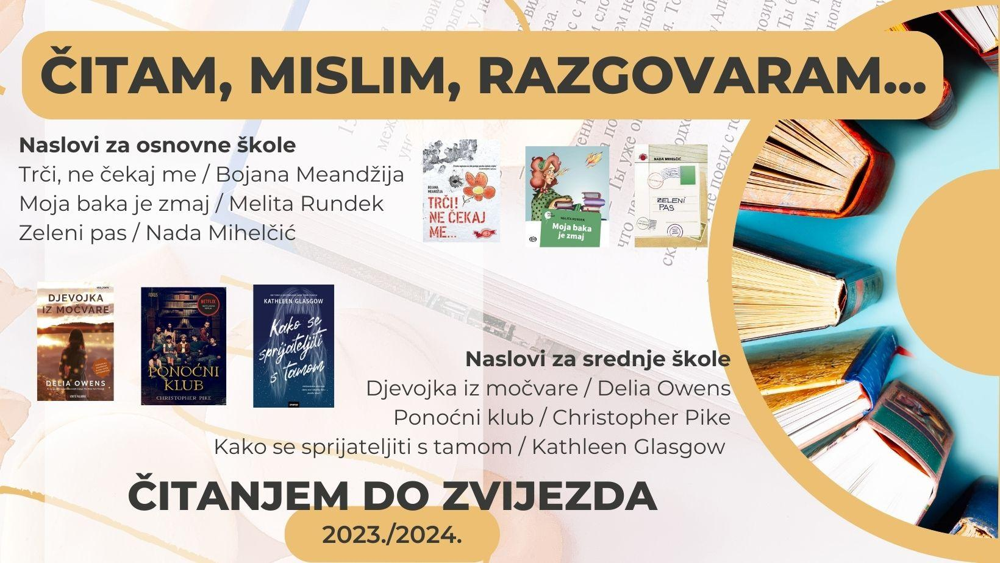 ČITAM, MISLIM, RAZGOVARAM...
Naslovi za osnovne škole
Trči, ne čekaj me / Bojana Meandžija
Moja baka je zmaj / Melita Rundek
Zeleni pas / Nada Mihelčić
BOJANA
MEANDŽIJA
TRČI!
NE ČEKAJ
ME...
MELITA RUNDEK
Moja baka
je zmaj
NADA MIHELČIĆ
ZELENI
PAS
DJEVOJKA
IZ MOČVARE
DELIA OWENS
FOKUS
NETFLIX
PONOĆNI
KLUB
CHRISTOPHER PIKE
KATHLEEN GLASGOW
Kako se
sprijateljiti
s tamom
znanje
Naslovi za srednje škole
Djevojka iz močvare / Delia Owens
Ponoćni klub / Christopher Pike
Kako se sprijateljiti s tamom / Kathleen Glasgow
ČITANJEM DO ZVIJEZDA
2023./2024.